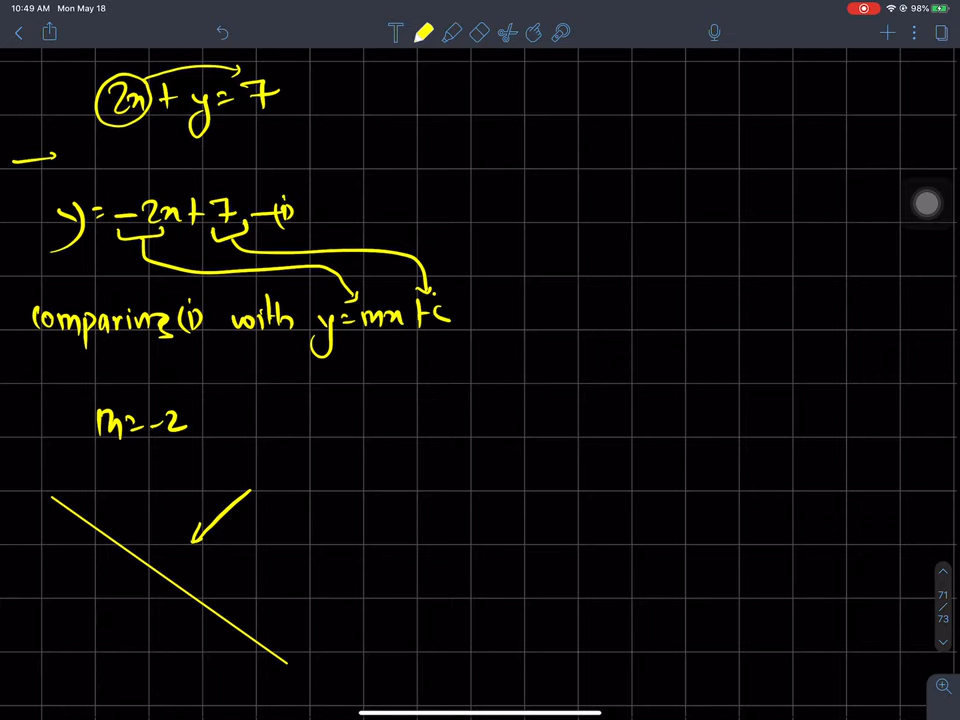 10:49 AM Mon May 18
98%
T
2x + y = 7
y = -2x + 7, -(i)
comparing (i) with y = mx + c
m = -2
71
/
73